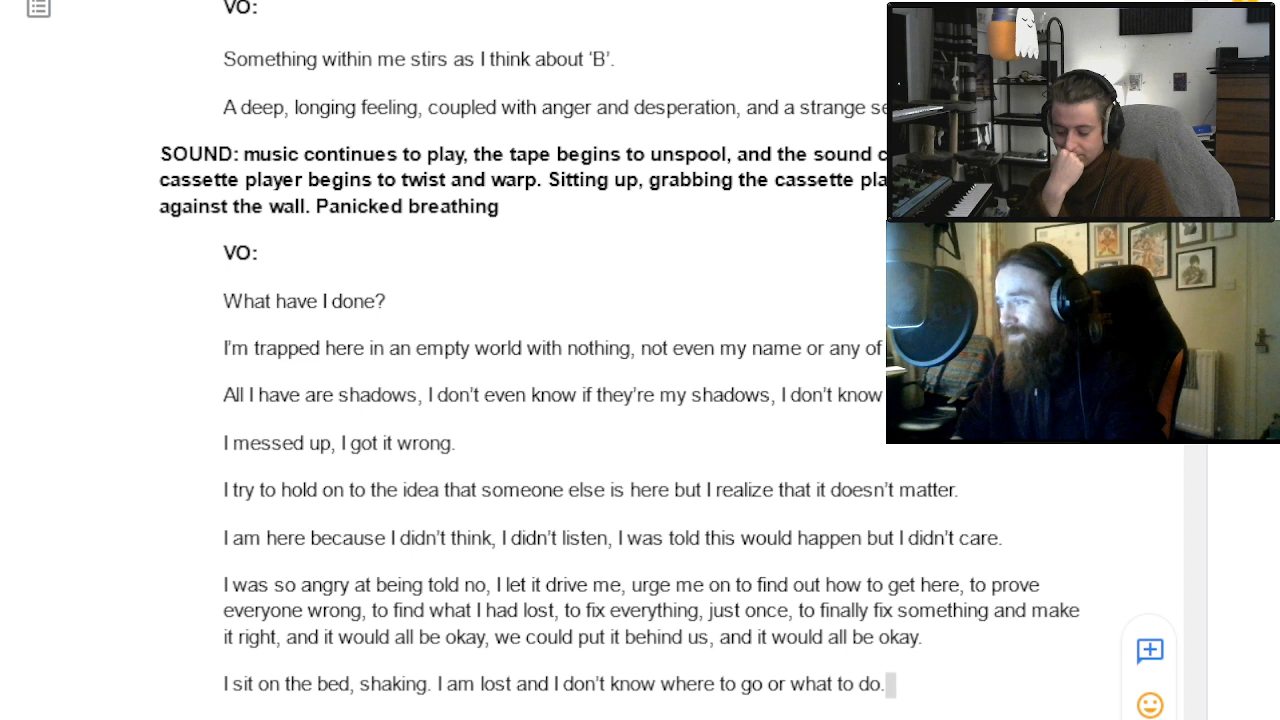 VO:
Something within me stirs as I think about ‘B’.
A deep, longing feeling, coupled with anger and desperation, and a strange se
SOUND: music continues to play, the tape begins to unspool, and the sound c
cassette player begins to twist and warp. Sitting up, grabbing the cassette pla
against the wall. Panicked breathing
VO:
What have I done?
I’m trapped here in an empty world with nothing, not even my name or any of
All I have are shadows, I don’t even know if they’re my shadows, I don’t know
I messed up, I got it wrong.
I try to hold on to the idea that someone else is here but I realize that it doesn’t matter.
I am here because I didn’t think, I didn’t listen, I was told this would happen but I didn’t care.
I was so angry at being told no, I let it drive me, urge me on to find out how to get here, to prove
everyone wrong, to find what I had lost, to fix everything, just once, to finally fix something and make
it right, and it would all be okay, we could put it behind us, and it would all be okay.
I sit on the bed, shaking. I am lost and I don’t know where to go or what to do.